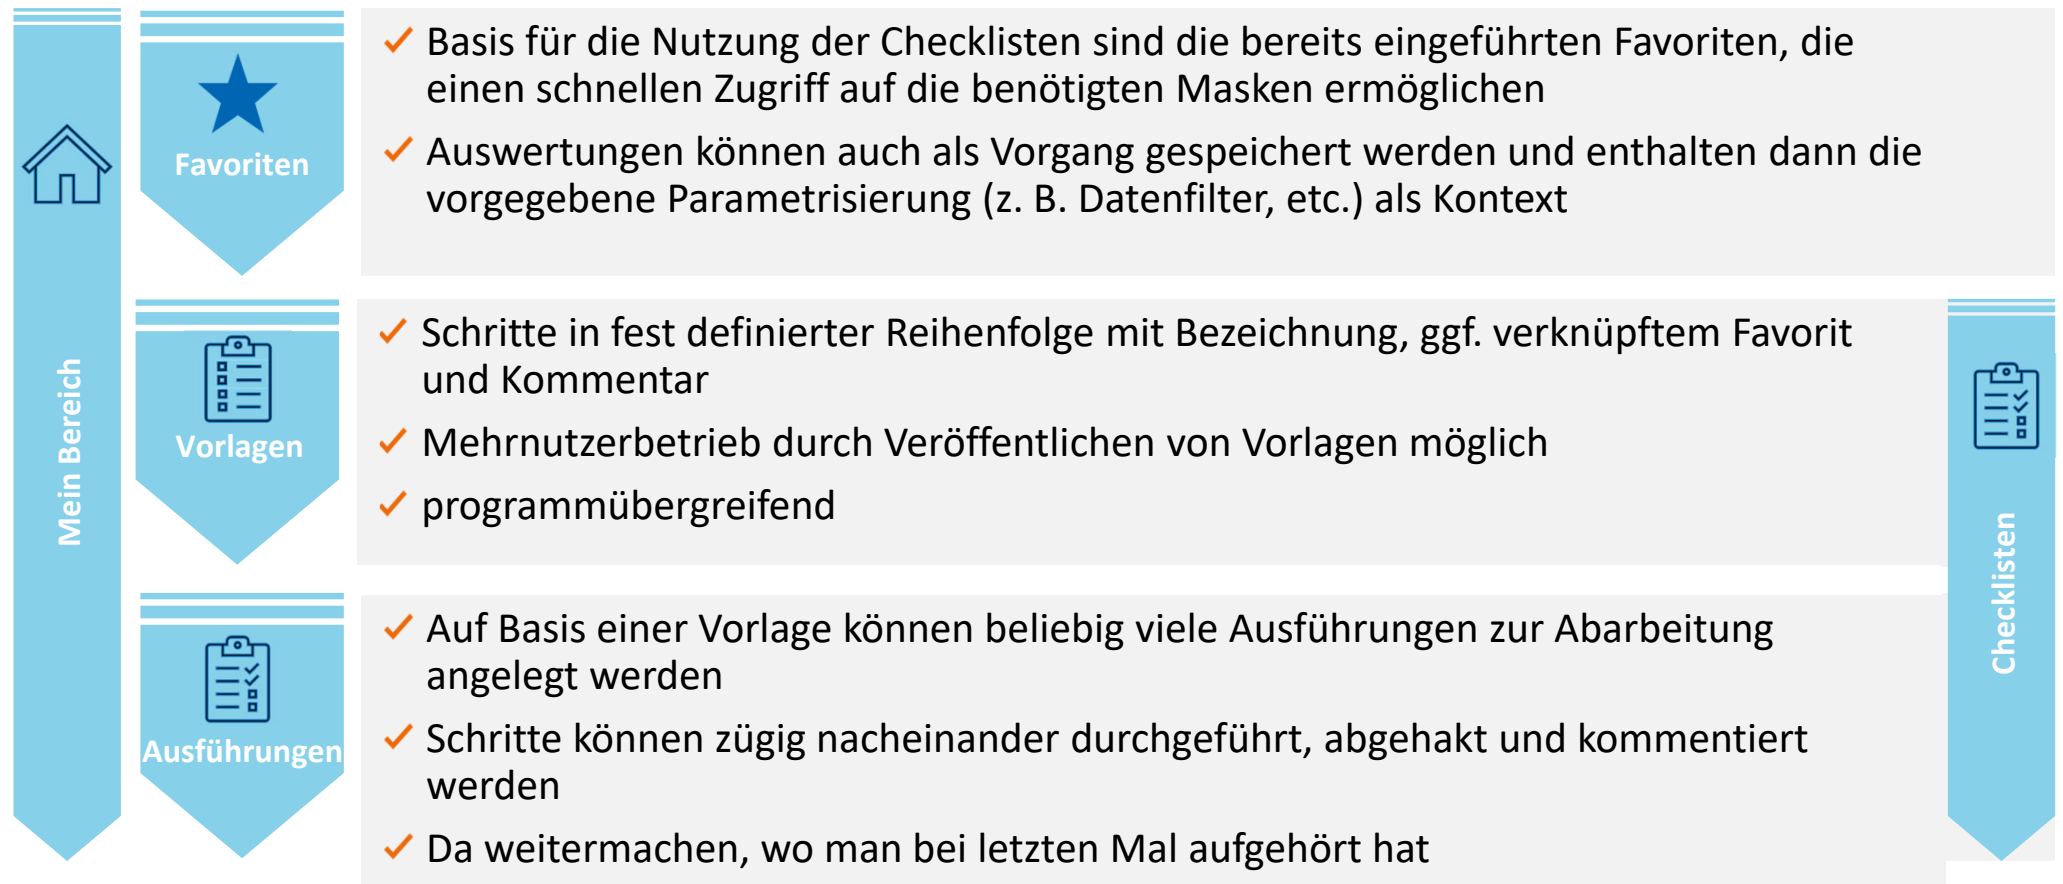 Mein Bereich
Favoriten
Basis für die Nutzung der Checklisten sind die bereits eingeführten Favoriten, die
einen schnellen Zugriff auf die benötigten Masken ermöglichen
Auswertungen können auch als Vorgang gespeichert werden und enthalten dann die
vorgegebene Parametrisierung (z. B. Datenfilter, etc.) als Kontext
Vorlagen
Schritte in fest definierter Reihenfolge mit Bezeichnung, ggf. verknüpftem Favorit
und Kommentar
Mehrnutzerbetrieb durch Veröffentlichen von Vorlagen möglich
programmübergreifend
Checklisten
Ausführungen
Auf Basis einer Vorlage können beliebig viele Ausführungen zur Abarbeitung
angelegt werden
Schritte können zügig nacheinander durchgeführt, abgehakt und kommentiert
werden
Da weitermachen, wo man bei letzten Mal aufgehört hat